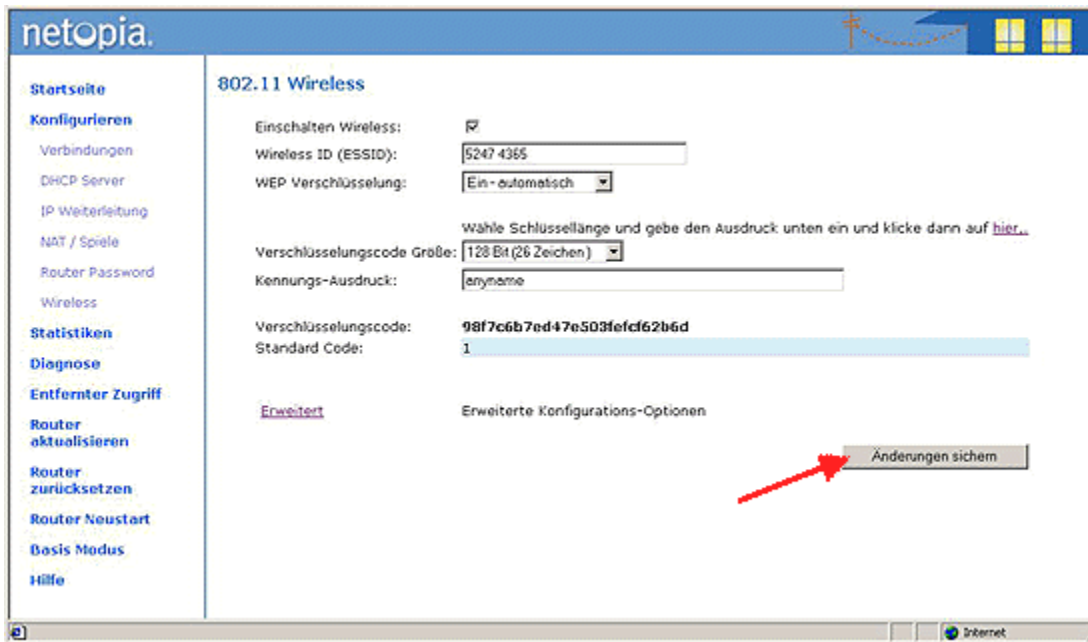 netopia.
Startseite
Konfigurieren
Verbindungen
DHCP Server
IP Weiterleitung
NAT / Spiele
Router Password
Wireless
Statistiken
Diagnose
Entfernter Zugriff
Router
aktualisieren
Router
zurücksetzen
Router Neustart
Basis Modus
Hilfe
802.11 Wireless
Einschalten Wireless:
Wireless ID (ESSID): 5247 4365
WEP Verschlüsselung: Ein - automatisch
Wähle Schlüssellänge und gebe den Ausdruck unten ein und klicke dann auf hier..
Verschlüsselungscode Größe: 128 Bit (26 Zeichen)
Kennungs-Ausdruck: anyname
Verschlüsselungscode: 98f7c6b7ed47e503fefcf62b6d
Standard Code: 1
Erweitert Erweiterte Konfigurations-Optionen
Änderungen sichern
Internet